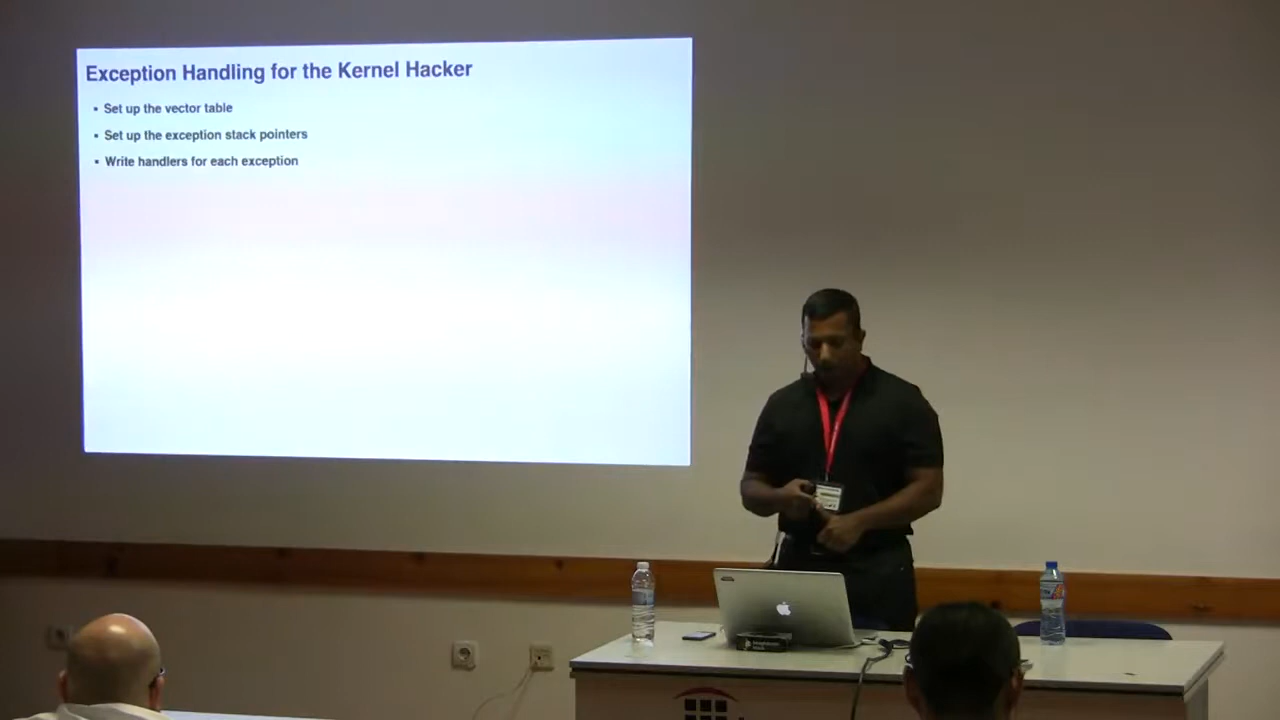 Exception Handling for the Kernel Hacker
▪ Set up the vector table
▪ Set up the exception stack pointers
▪ Write handlers for each exception